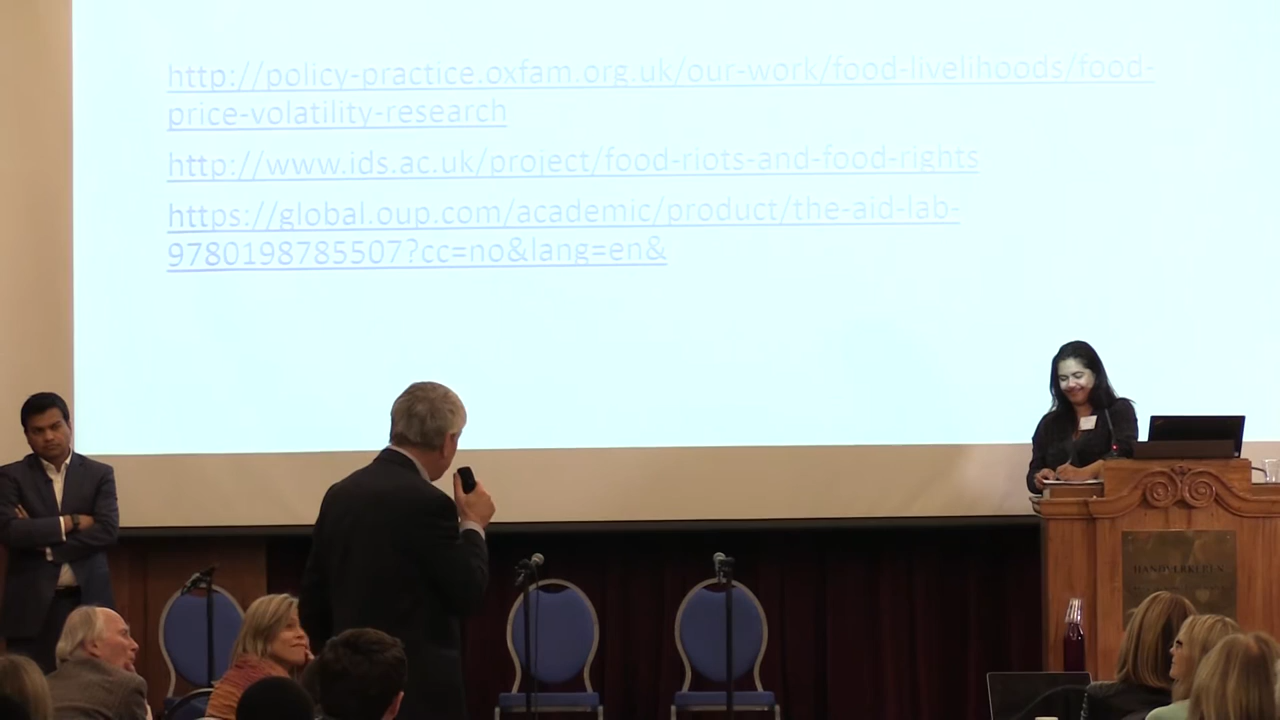 http://policy-practice.oxfam.org.uk/our-work/food-livelihoods/food-
price-volatility-research
http://www.ids.ac.uk/project/food-riots-and-food-rights
https://global.oup.com/academic/product/the-aid-lab-
9780198785507?cc=no&lang=en&
HANDVERKEREN